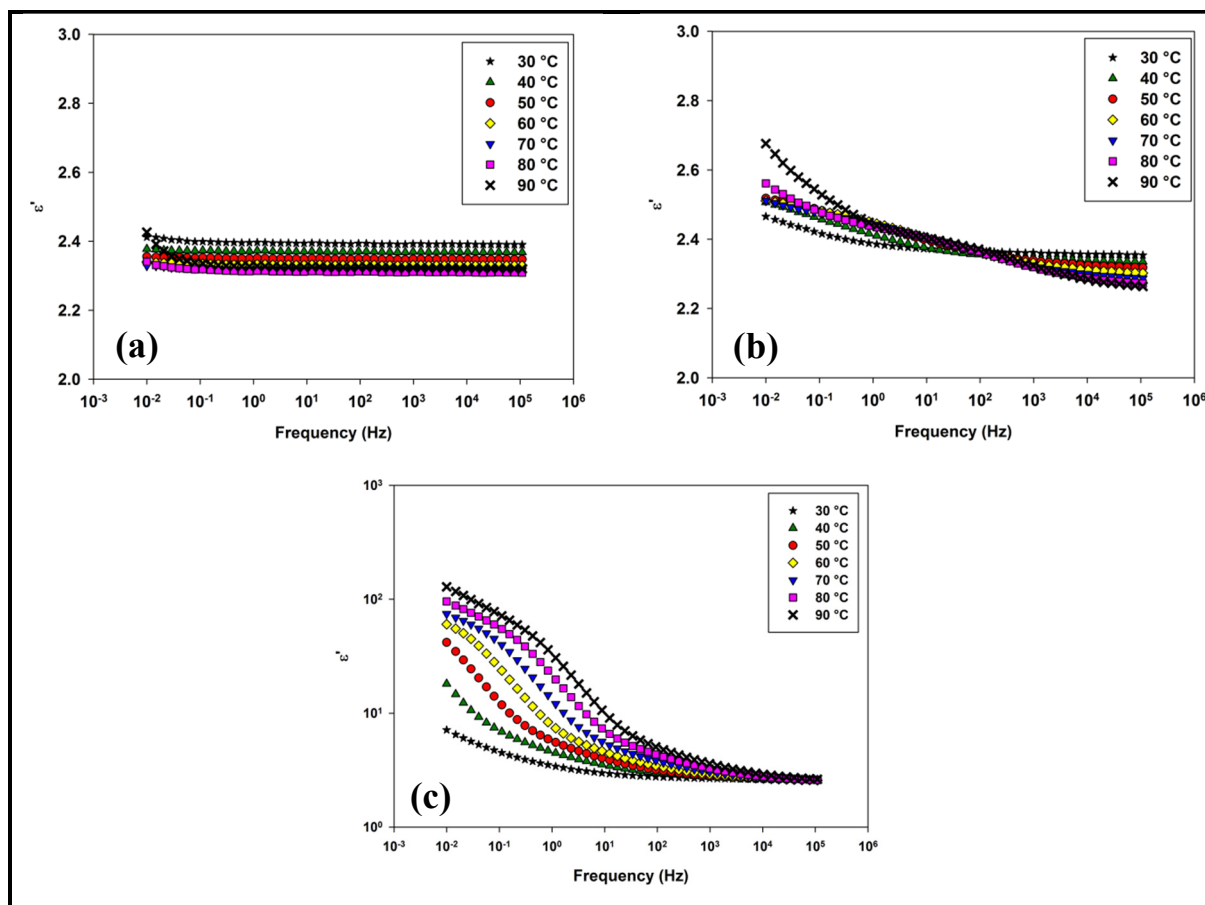 3.0
2.8
2.6
2.4
2.2
2.0
ε'
30 °C
40 °C
50 °C
60 °C
70 °C
80 °C
90 °C
(a)
10⁻³ 10⁻² 10⁻¹ 10⁰ 10¹ 10² 10³ 10⁴ 10⁵ 10⁶
Frequency (Hz)
3.0
2.8
2.6
2.4
2.2
2.0
ε'
30 °C
40 °C
50 °C
60 °C
70 °C
80 °C
90 °C
(b)
10⁻³ 10⁻² 10⁻¹ 10⁰ 10¹ 10² 10³ 10⁴ 10⁵ 10⁶
Frequency (Hz)
10³
10²
10¹
10⁰
ε'
30 °C
40 °C
50 °C
60 °C
70 °C
80 °C
90 °C
(c)
10⁻³ 10⁻² 10⁻¹ 10⁰ 10¹ 10² 10³ 10⁴ 10⁵ 10⁶
Frequency (Hz)